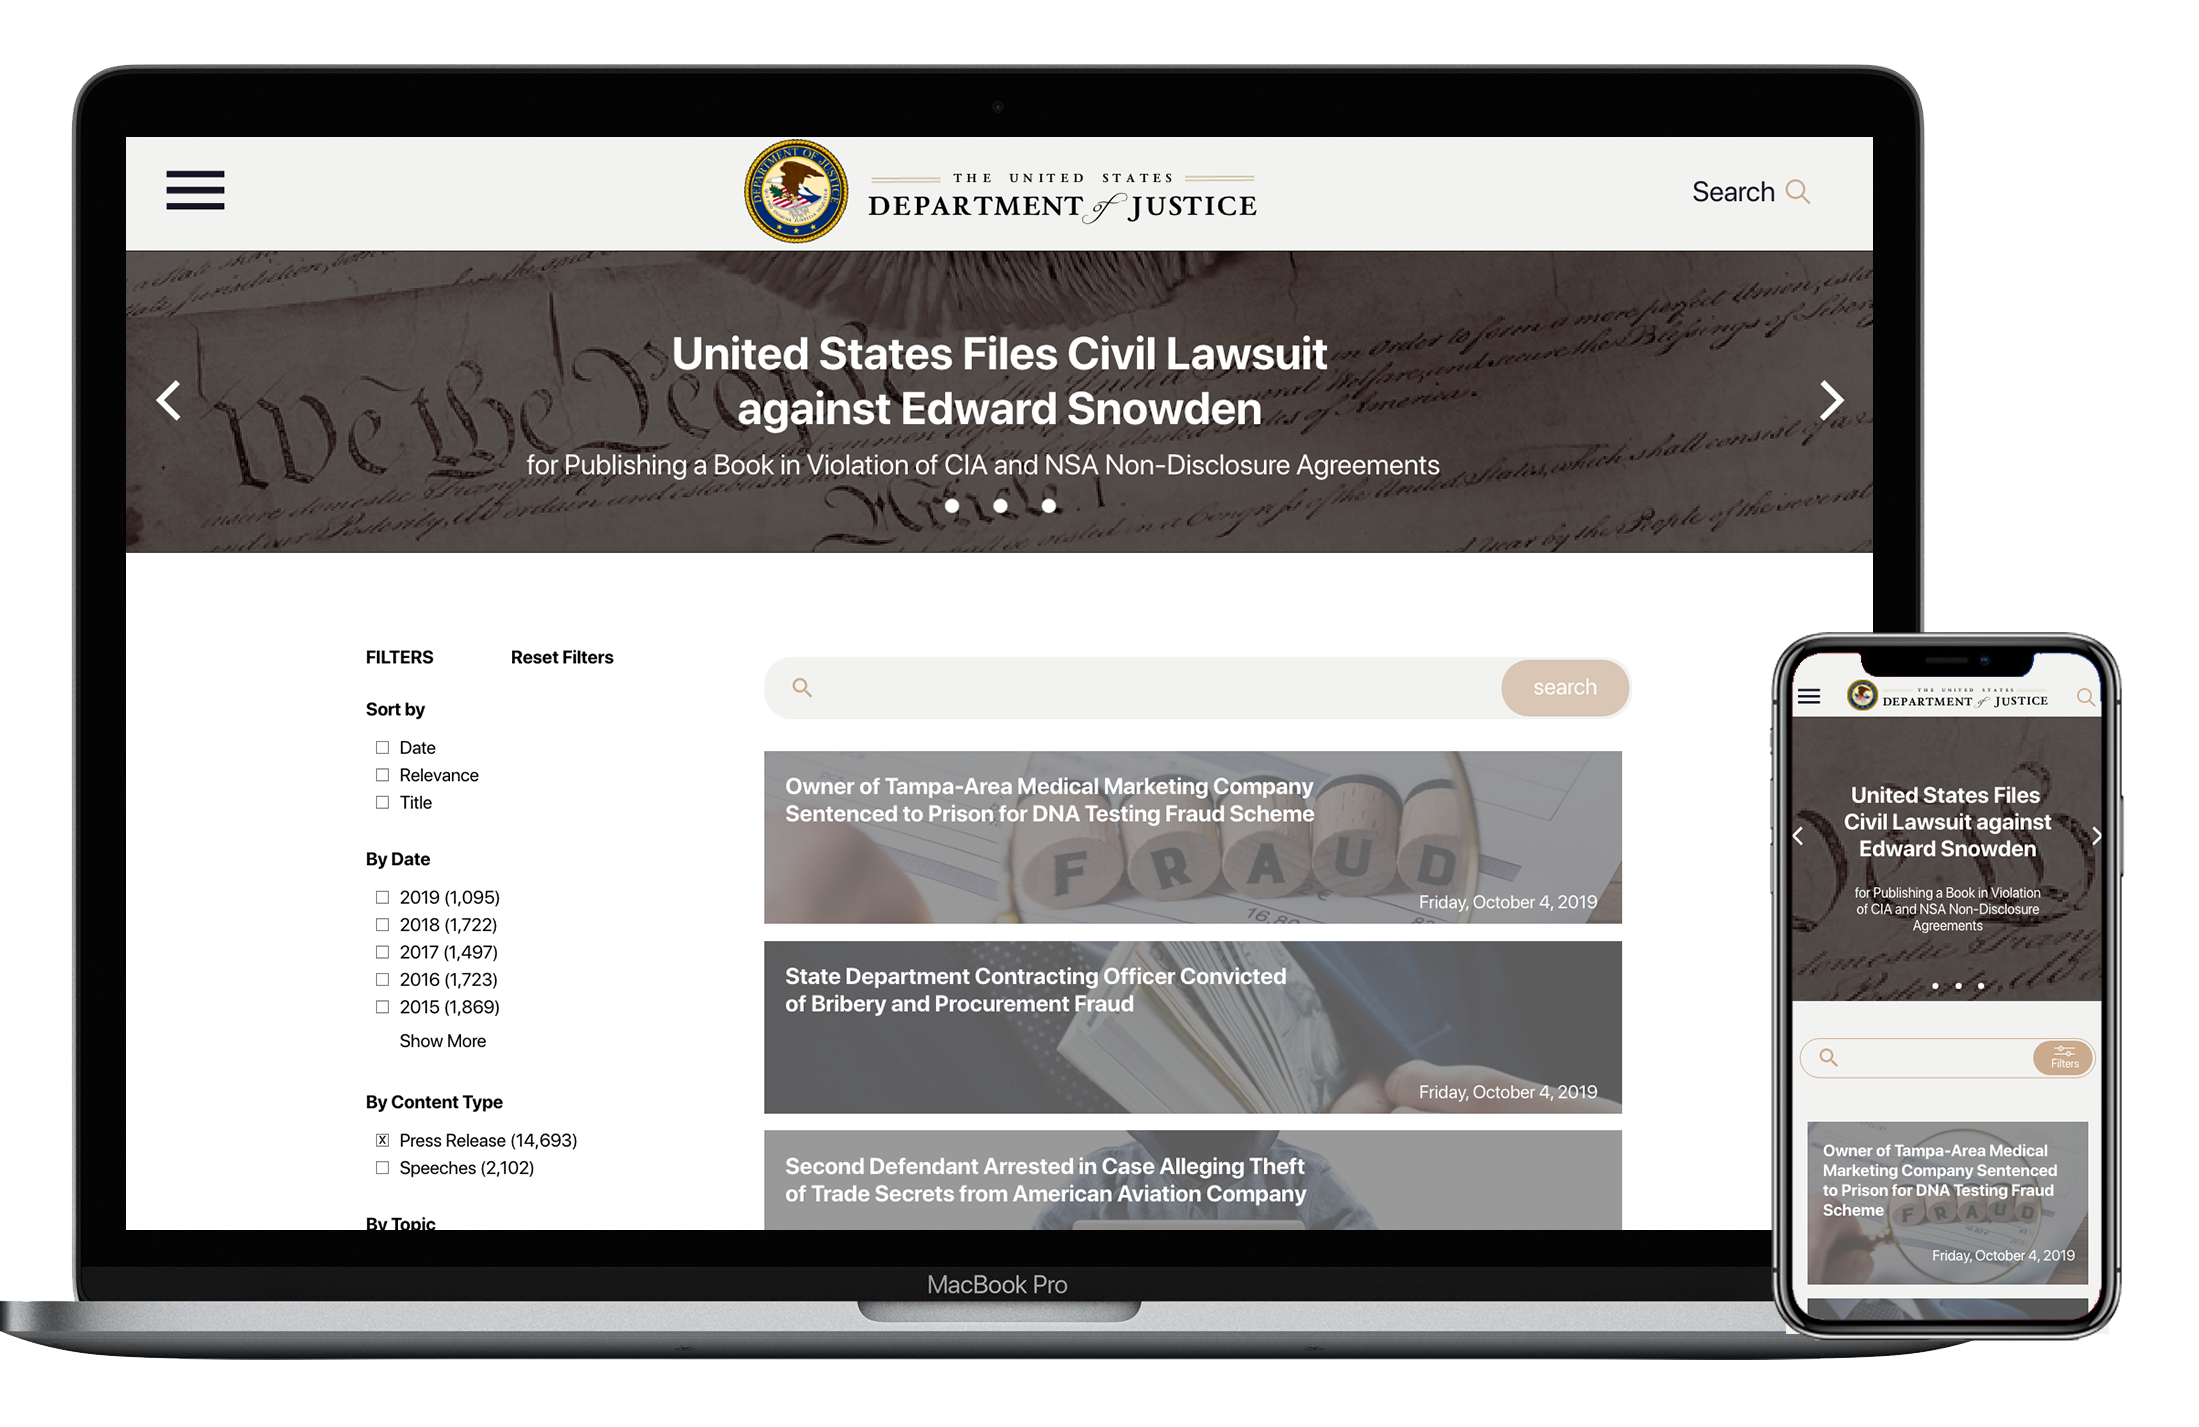 THE UNITED STATES
DEPARTMENT of JUSTICE
Search
United States Files Civil Lawsuit
against Edward Snowden
for Publishing a Book in Violation of CIA and NSA Non-Disclosure Agreements
We the People
Article. I.
FILTERS
Reset Filters
Sort by
Date
Relevance
Title
By Date
2019 (1,095)
2018 (1,722)
2017 (1,497)
2016 (1,723)
2015 (1,869)
Show More
By Content Type
x Press Release (14,693)
Speeches (2,102)
By Topic
search
Owner of Tampa-Area Medical Marketing Company
Sentenced to Prison for DNA Testing Fraud Scheme
FRAUD
Friday, October 4, 2019
State Department Contracting Officer Convicted
of Bribery and Procurement Fraud
Friday, October 4, 2019
Second Defendant Arrested in Case Alleging Theft
of Trade Secrets from American Aviation Company
MacBook Pro
THE UNITED STATES
DEPARTMENT of JUSTICE
United States Files
Civil Lawsuit against
Edward Snowden
for Publishing a Book in Violation
of CIA and NSA Non-Disclosure
Agreements
Filters
Owner of Tampa-Area Medical
Marketing Company Sentenced
to Prison for DNA Testing Fraud
Scheme
FRAUD
Friday, October 4, 2019